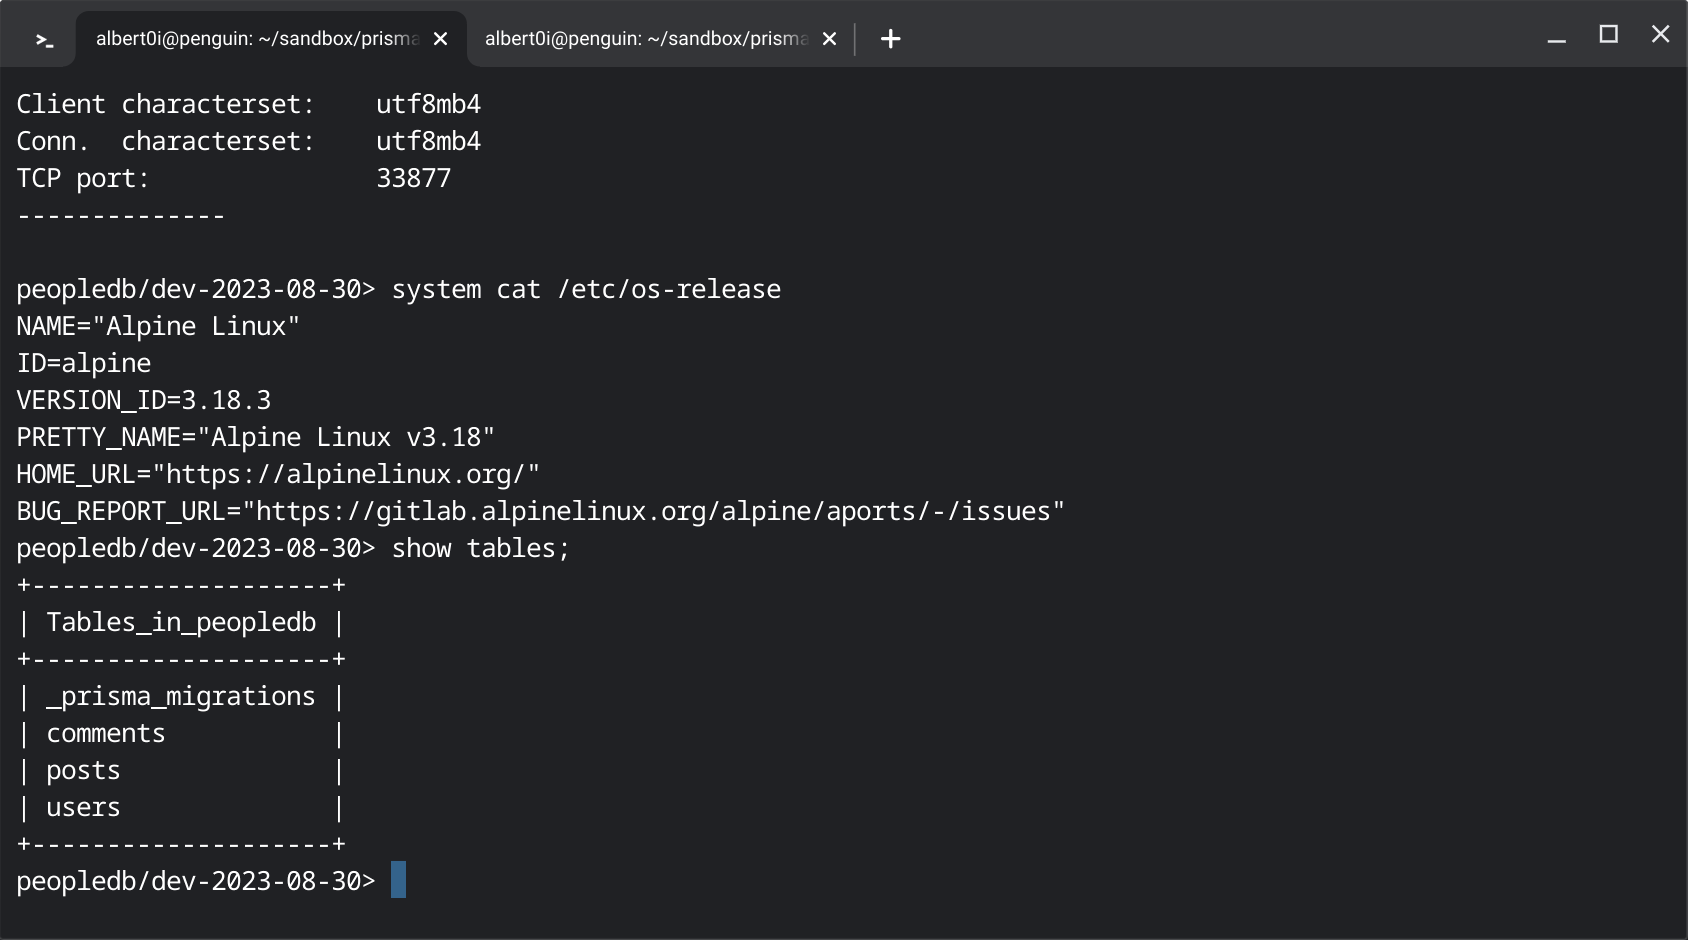 >_ albert0i@penguin: ~/sandbox/prisma albert0i@penguin: ~/sandbox/prisma
Client characterset:    utf8mb4
Conn.  characterset:    utf8mb4
TCP port:               33877
--------------

peopledb/dev-2023-08-30> system cat /etc/os-release
NAME="Alpine Linux"
ID=alpine
VERSION_ID=3.18.3
PRETTY_NAME="Alpine Linux v3.18"
HOME_URL="https://alpinelinux.org/"
BUG_REPORT_URL="https://gitlab.alpinelinux.org/alpine/aports/-/issues"
peopledb/dev-2023-08-30> show tables;
+--------------------+
| Tables_in_peopledb |
+--------------------+
| _prisma_migrations |
| comments           |
| posts              |
| users              |
+--------------------+
peopledb/dev-2023-08-30>